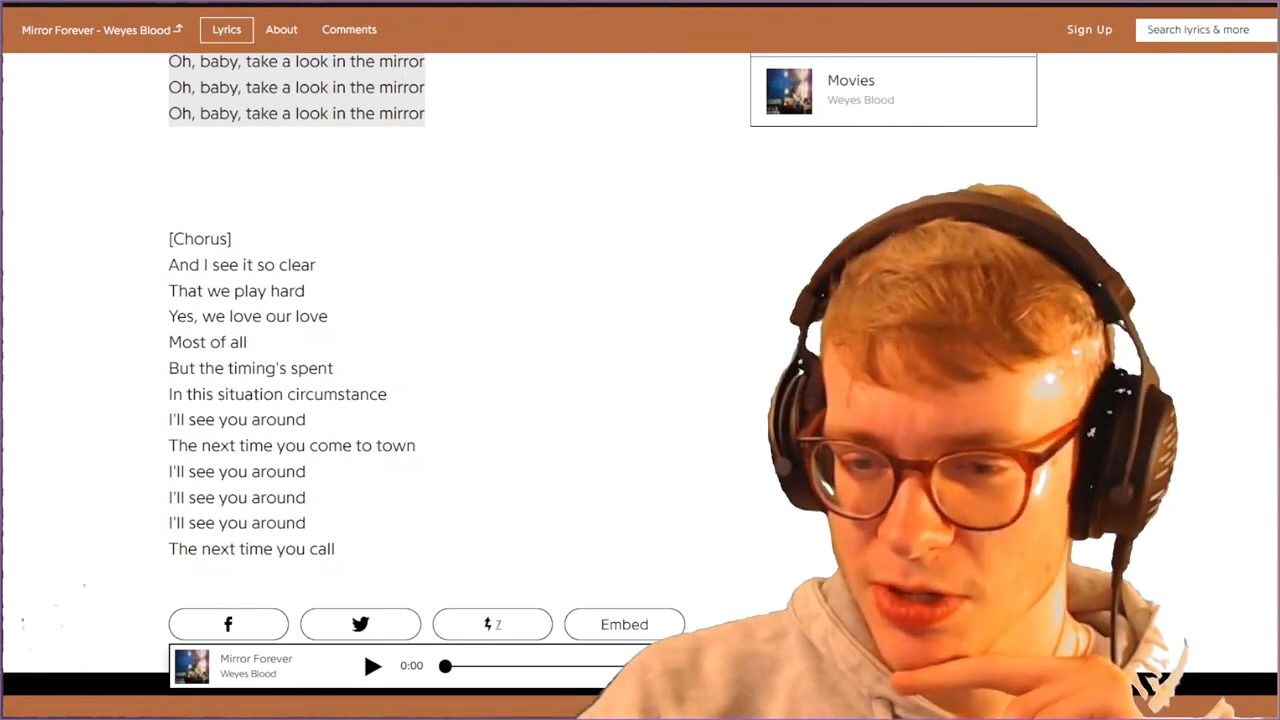 Mirror Forever - Weyes Blood
Lyrics
About
Comments
Sign Up
Search lyrics & more
Oh, baby, take a look in the mirror
Oh, baby, take a look in the mirror
Oh, baby, take a look in the mirror
Movies
Weyes Blood
[Chorus]
And I see it so clear
That we play hard
Yes, we love our love
Most of all
But the timing's spent
In this situation circumstance
I'll see you around
The next time you come to town
I'll see you around
I'll see you around
I'll see you around
The next time you call
Z
Embed
Mirror Forever
Weyes Blood
0:00